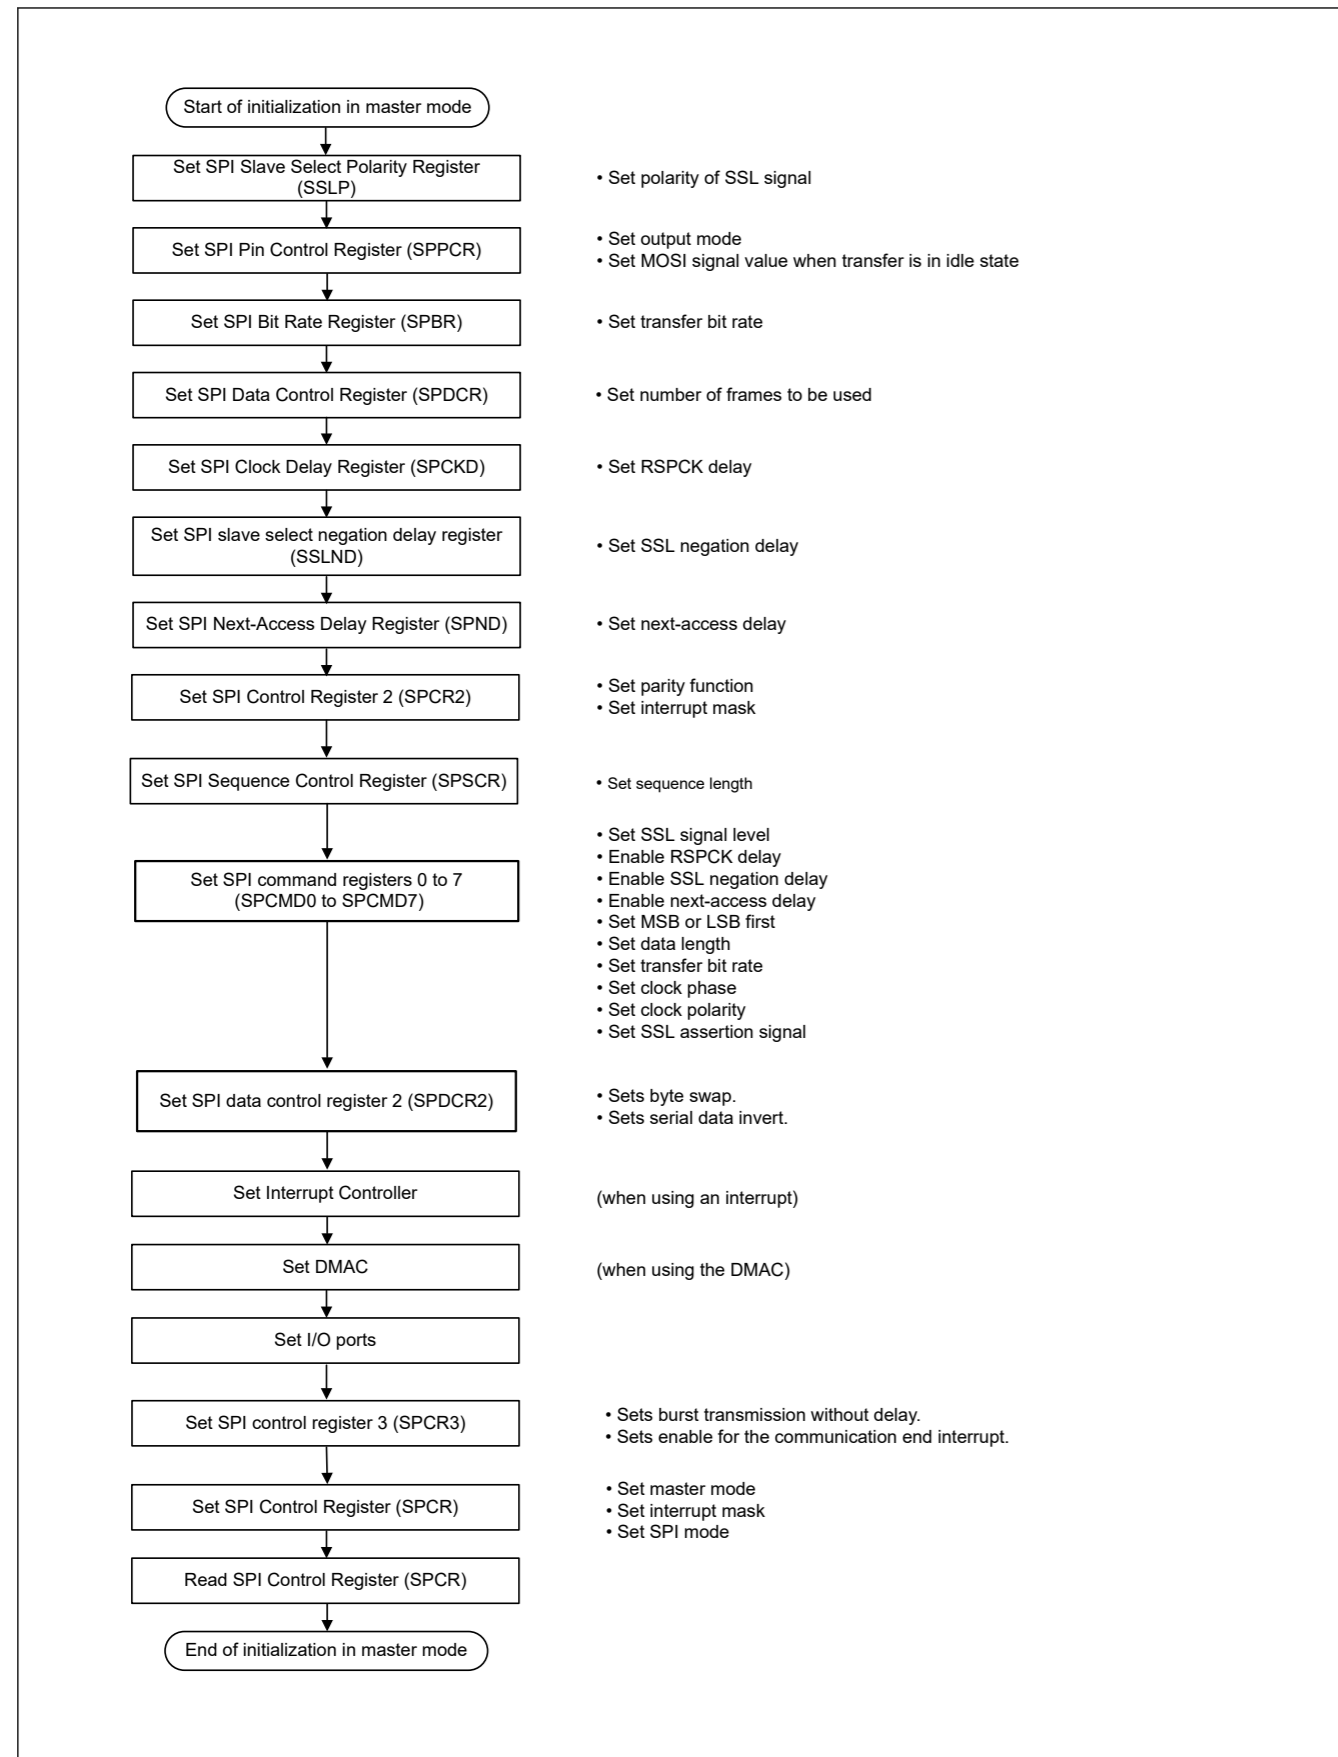 Start of initialization in master mode
Set SPI Slave Select Polarity Register
(SSLP)
• Set polarity of SSL signal
Set SPI Pin Control Register (SPPCR)
• Set output mode
• Set MOSI signal value when transfer is in idle state
Set SPI Bit Rate Register (SPBR)
• Set transfer bit rate
Set SPI Data Control Register (SPDCR)
• Set number of frames to be used
Set SPI Clock Delay Register (SPCKD)
• Set RSPCK delay
Set SPI slave select negation delay register
(SSLND)
• Set SSL negation delay
Set SPI Next-Access Delay Register (SPND)
• Set next-access delay
Set SPI Control Register 2 (SPCR2)
• Set parity function
• Set interrupt mask
Set SPI Sequence Control Register (SPSCR)
• Set sequence length
Set SPI command registers 0 to 7
(SPCMD0 to SPCMD7)
• Set SSL signal level
• Enable RSPCK delay
• Enable SSL negation delay
• Enable next-access delay
• Set MSB or LSB first
• Set data length
• Set transfer bit rate
• Set clock phase
• Set clock polarity
• Set SSL assertion signal
Set SPI data control register 2 (SPDCR2)
• Sets byte swap.
• Sets serial data invert.
Set Interrupt Controller
(when using an interrupt)
Set DMAC
(when using the DMAC)
Set I/O ports
Set SPI control register 3 (SPCR3)
• Sets burst transmission without delay.
• Sets enable for the communication end interrupt.
Set SPI Control Register (SPCR)
• Set master mode
• Set interrupt mask
• Set SPI mode
Read SPI Control Register (SPCR)
End of initialization in master mode